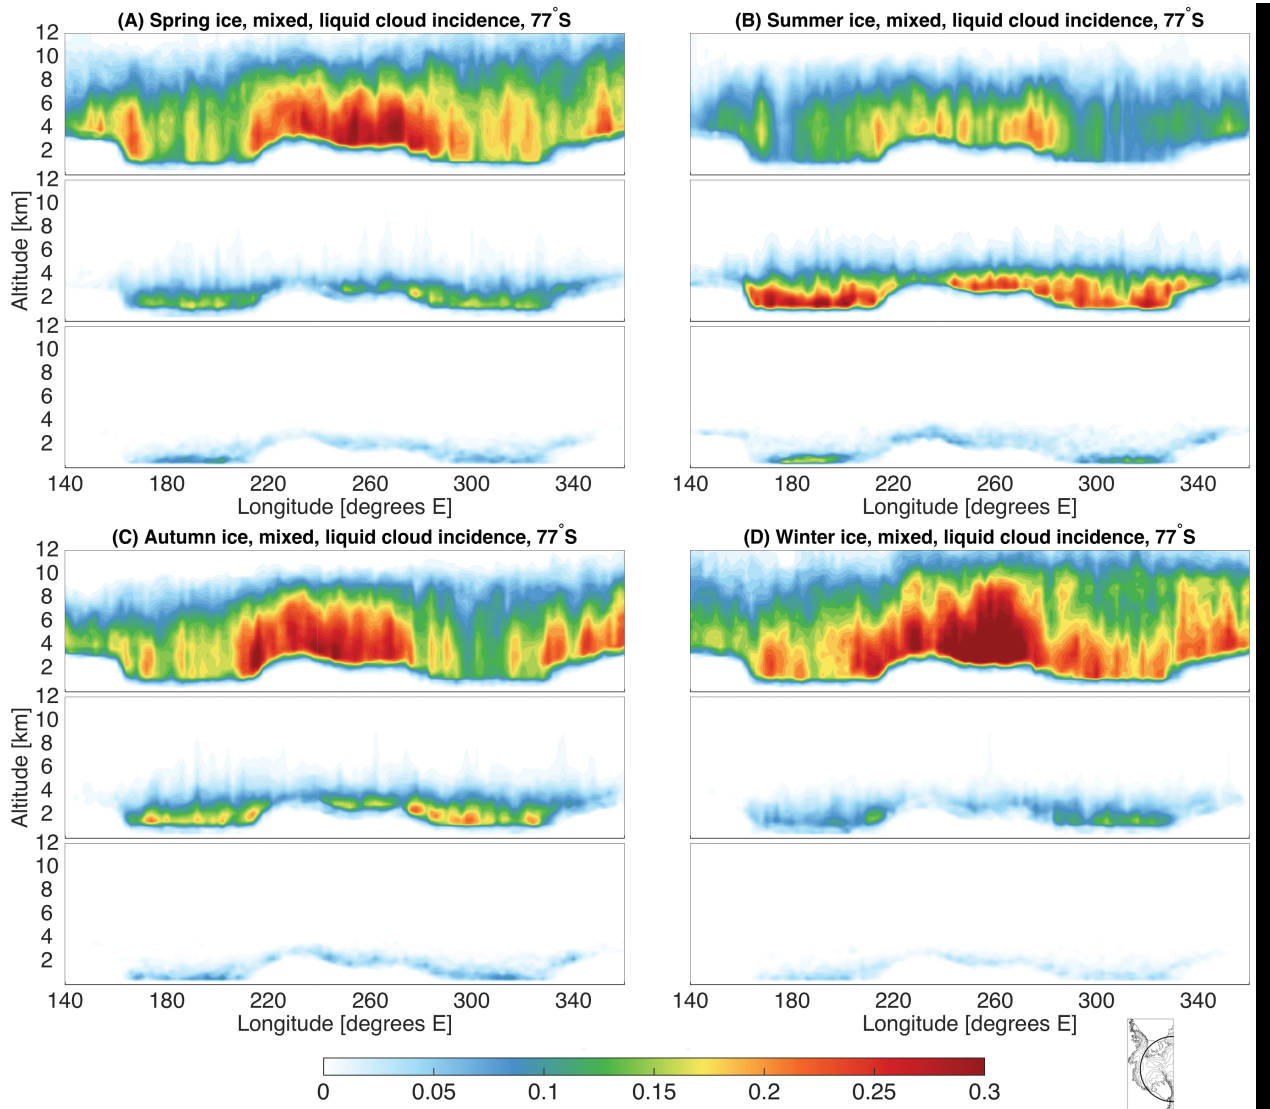 (A) Spring ice, mixed, liquid cloud incidence, 77°S
(B) Summer ice, mixed, liquid cloud incidence, 77°S
12
10
8
6
4
2
12
10
8
6
4
2
12
10
8
6
4
2
Altitude [km]
140 180 220 260 300 340
140 180 220 260 300 340
Longitude [degrees E]
Longitude [degrees E]
(C) Autumn ice, mixed, liquid cloud incidence, 77°S
(D) Winter ice, mixed, liquid cloud incidence, 77°S
12
10
8
6
4
2
12
10
8
6
4
2
12
10
8
6
4
2
Altitude [km]
140 180 220 260 300 340
140 180 220 260 300 340
Longitude [degrees E]
Longitude [degrees E]
0 0.05 0.1 0.15 0.2 0.25 0.3